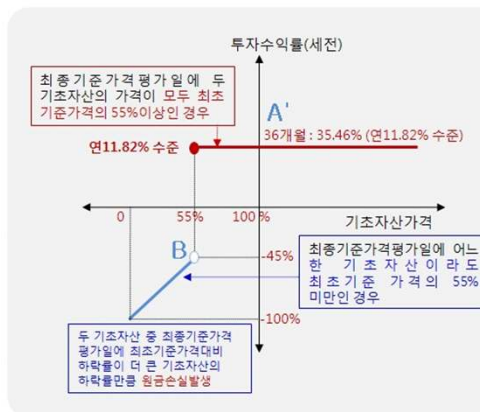 투자수익률(세전)
최종기준가격평가일에 두
기초자산의 가격이 모두 최초
기준가격의 55%이상인 경우
A'
36개월 : 35.46% (연11.82% 수준)
연11.82% 수준
0
55%
100 %
기초자산가격
B
-45%
최종기준가격평가일에 어느
한 기초자산이라도
최초기준 가격의 55%
미만인 경우
-100%
두 기초자산 중 최종기준가격
평가일에 최초기준가격대비
하락률이 더 큰 기초자산의
하락률만큼 원금손실발생